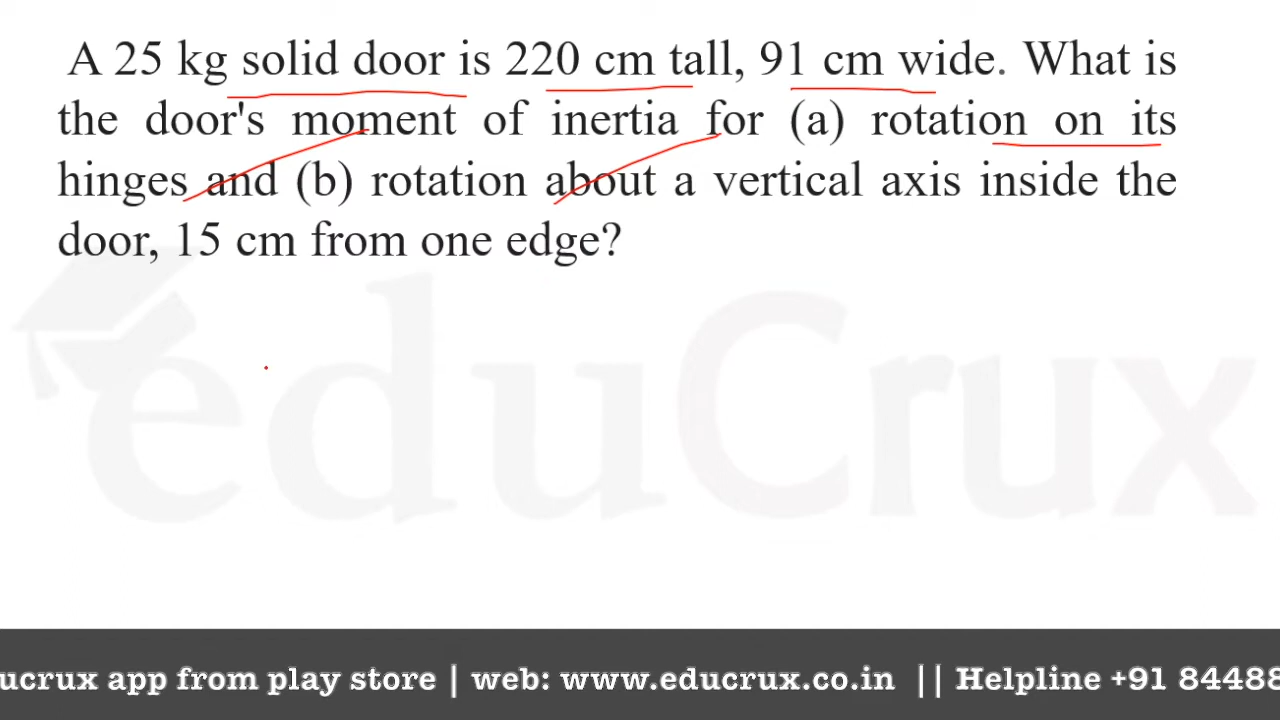 A 25 kg solid door is 220 cm tall, 91 cm wide. What is
the door's moment of inertia for (a) rotation on its
hinges and (b) rotation about a vertical axis inside the
door, 15 cm from one edge?
eduCrux
ucrux app from play store | web: www.educrux.co.in || Helpline +91 84488